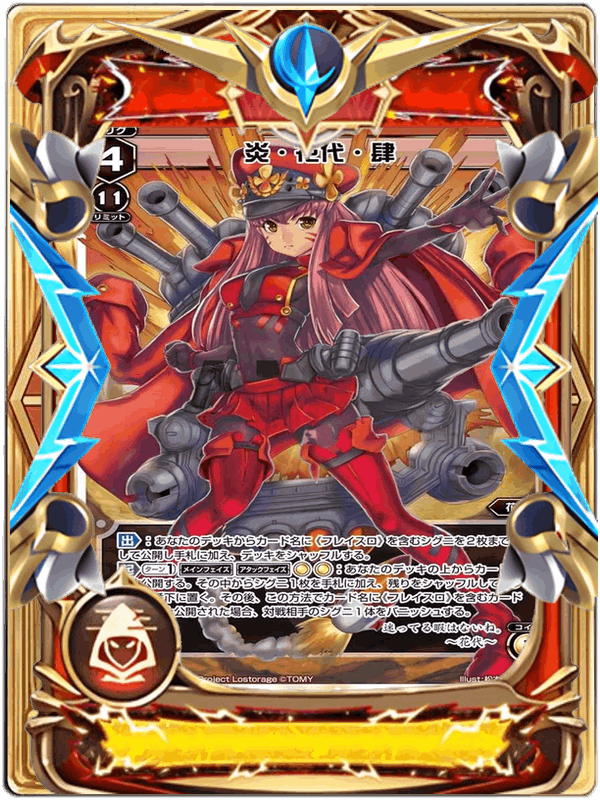 4
炎・花代・肆
11
リミット
花
出：あなたのデッキからカード名に《フレイスロ》を含むシグニを２枚まで
して公開し手札に加え、デッキをシャッフルする。
ターン1 メインフェイズ アタックフェイズ：あなたのデッキの上からカー
公開する。その中からシグニ１枚を手札に加え、残りをシャッフルして
下に置く。その後、この方法でカード名に《フレイスロ》を含むカード
公開された場合、対戦相手のシグニ１体をバニッシュする。
迷ってる暇はないね。
コイ
～花代～
Project Lostorage ©TOMY
Illust:松本